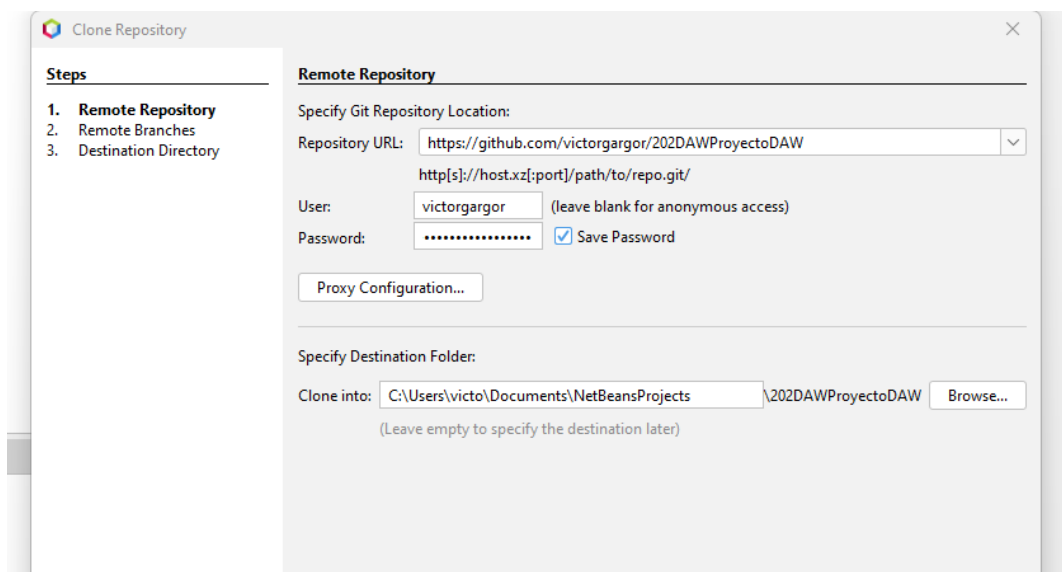 Clone Repository
Steps
1. Remote Repository
2. Remote Branches
3. Destination Directory
Remote Repository
Specify Git Repository Location:
Repository URL: https://github.com/victorgargor/202DAWProyectoDAW
http[s]://host.xz[:port]/path/to/repo.git/
User: victorgargor (leave blank for anonymous access)
Password: ••••••••••••••••• Save Password
Proxy Configuration...
Specify Destination Folder:
Clone into: C:\Users\victo\Documents\NetBeansProjects \202DAWProyectoDAW Browse...
(Leave empty to specify the destination later)